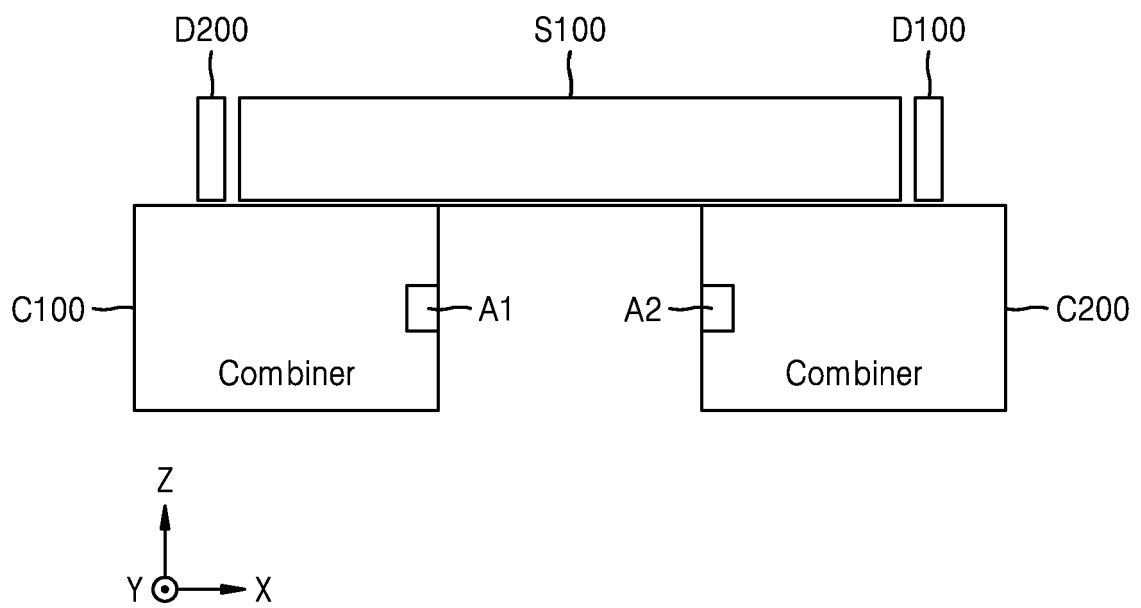 D200 S100 D100
C100 A1 A2 C200
Combiner Combiner
Z
Y X